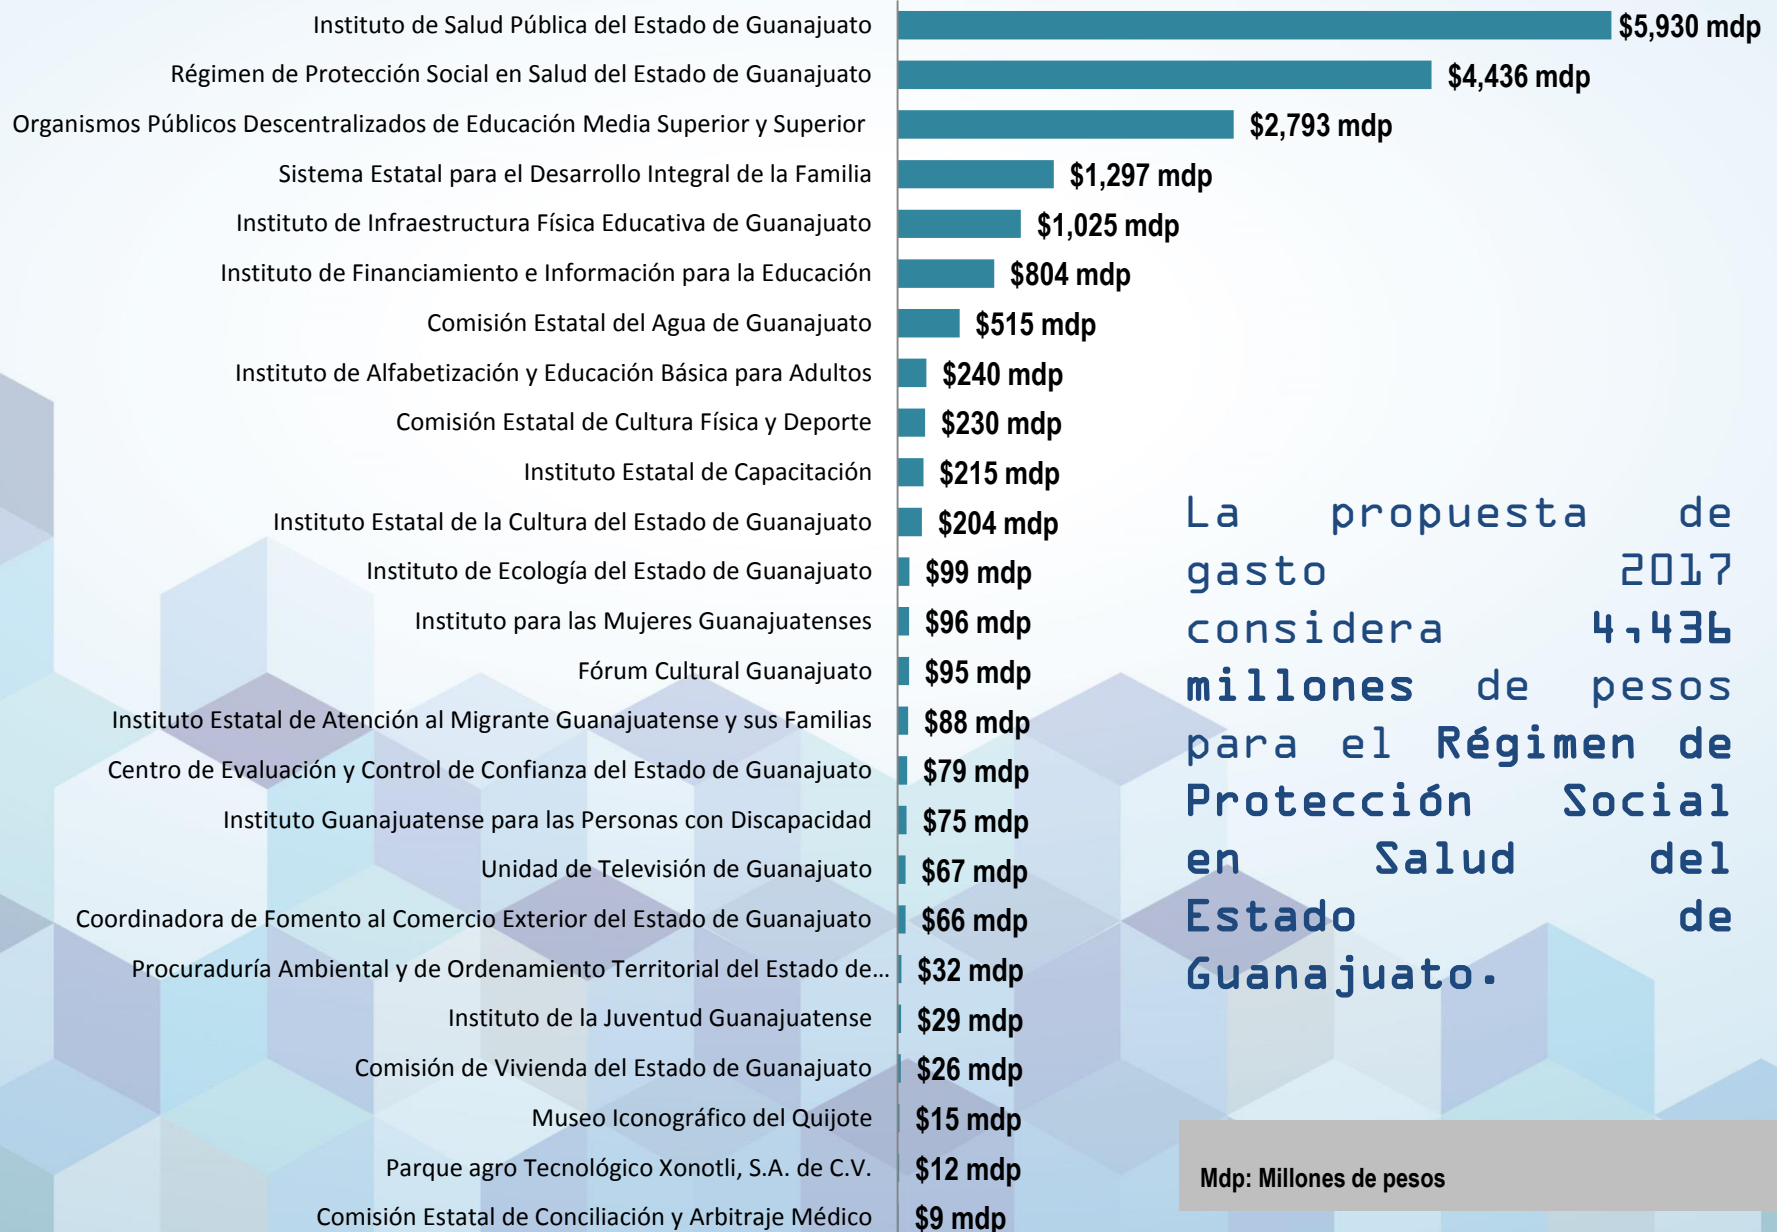 Instituto de Salud Pública del Estado de Guanajuato $5,930 mdp
Régimen de Protección Social en Salud del Estado de Guanajuato $4,436 mdp
Organismos Públicos Descentralizados de Educación Media Superior y Superior $2,793 mdp
Sistema Estatal para el Desarrollo Integral de la Familia $1,297 mdp
Instituto de Infraestructura Física Educativa de Guanajuato $1,025 mdp
Instituto de Financiamiento e Información para la Educación $804 mdp
Comisión Estatal del Agua de Guanajuato $515 mdp
Instituto de Alfabetización y Educación Básica para Adultos $240 mdp
Comisión Estatal de Cultura Física y Deporte $230 mdp
Instituto Estatal de Capacitación $215 mdp
Instituto Estatal de la Cultura del Estado de Guanajuato $204 mdp
Instituto de Ecología del Estado de Guanajuato $99 mdp
Instituto para las Mujeres Guanajuatenses $96 mdp
Fórum Cultural Guanajuato $95 mdp
Instituto Estatal de Atención al Migrante Guanajuatense y sus Familias $88 mdp
Centro de Evaluación y Control de Confianza del Estado de Guanajuato $79 mdp
Instituto Guanajuatense para las Personas con Discapacidad $75 mdp
Unidad de Televisión de Guanajuato $67 mdp
Coordinadora de Fomento al Comercio Exterior del Estado de Guanajuato $66 mdp
Procuraduría Ambiental y de Ordenamiento Territorial del Estado de... $32 mdp
Instituto de la Juventud Guanajuatense $29 mdp
Comisión de Vivienda del Estado de Guanajuato $26 mdp
Museo Iconográfico del Quijote $15 mdp
Parque agro Tecnológico Xonotli, S.A. de C.V. $12 mdp
Comisión Estatal de Conciliación y Arbitraje Médico $9 mdp
La propuesta de
gasto 2017
considera 4,436
millones de pesos
para el Régimen de
Protección Social
en Salud del
Estado de
Guanajuato.
Mdp: Millones de pesos